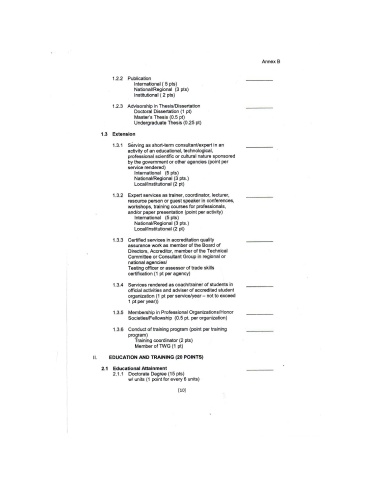 Annex B
1.2.2 Publication
International ( 5 pts)
National/Regional (3 pts)
Institutional ( 2 pts)
1.2.3 Advisorship in Thesis/Dissertation
Doctoral Dissertation (1 pt)
Master's Thesis (0.5 pt)
Undergraduate Thesis (0.25 pt)
1.3 Extension
1.3.1 Serving as short-term consultant/expert in an
activity of an educational, technological,
professional scientific or cultural nature sponsored
by the government or other agencies (point per
service rendered)
International (5 pts)
National/Regional (3 pts.)
Local/Institutional (2 pt)
1.3.2 Expert services as trainer, coordinator, lecturer,
resource person or guest speaker in conferences,
workshops, training courses for professionals,
and/or paper presentation (point per activity)
International (5 pts)
National/Regional (3 pts.)
Local/Institutional (2 pt)
1.3.3 Certified services in accreditation quality
assurance work as member of the Board of
Directors, Accreditor, member of the Technical
Committee or Consultant Group in regional or
national agencies/
Testing officer or assessor of trade skills
certification (1 pt per agency)
1.3.4 Services rendered as coach/trainer of students in
official activities and adviser of accredited student
organization (1 pt per service/year – not to exceed
1 pt per year))
1.3.5 Membership in Professional Organizations/Honor
Societies/Fellowship (0.5 pt. per organization)
1.3.6 Conduct of training program (point per training
program)
Training coordinator (2 pts)
Member of TWG (1 pt)
II. EDUCATION AND TRAINING (20 POINTS)
2.1 Educational Attainment
2.1.1 Doctorate Degree (15 pts)
w/ units (1 point for every 6 units)